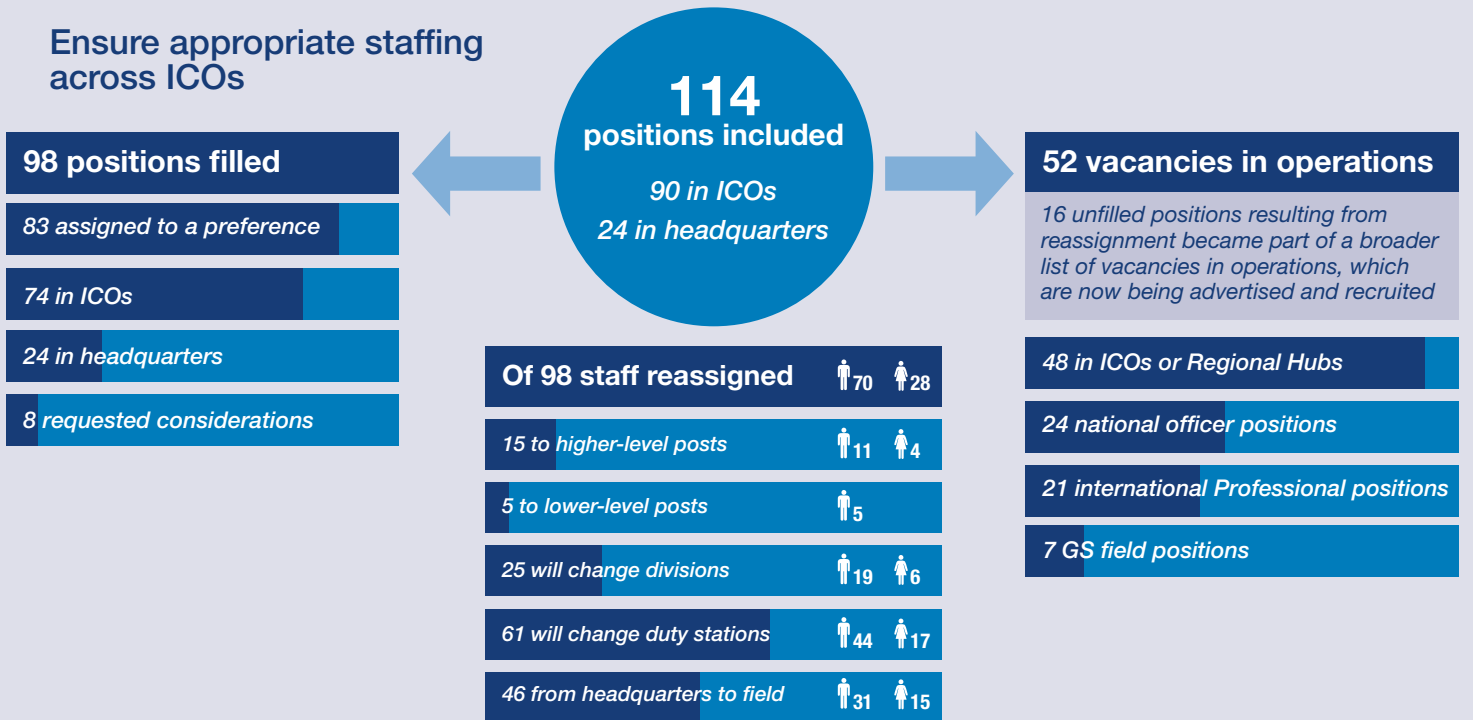 Ensure appropriate staffing
across ICOs
114
positions included
90 in ICOs
24 in headquarters
98 positions filled
83 assigned to a preference
74 in ICOs
24 in headquarters
8 requested considerations
Of 98 staff reassigned 70 28
15 to higher-level posts 11 4
5 to lower-level posts 5
25 will change divisions 19 6
61 will change duty stations 44 17
46 from headquarters to field 31 15
52 vacancies in operations
16 unfilled positions resulting from
reassignment became part of a broader
list of vacancies in operations, which
are now being advertised and recruited
48 in ICOs or Regional Hubs
24 national officer positions
21 international Professional positions
7 GS field positions